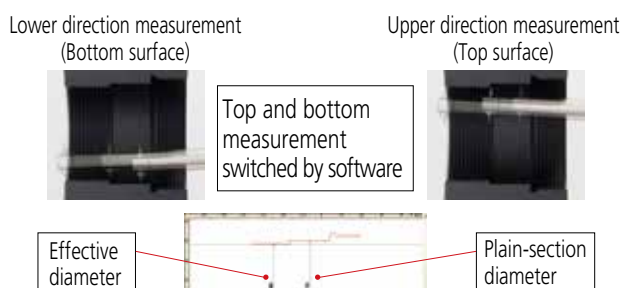 Lower direction measurement
(Bottom surface)
Upper direction measurement
(Top surface)
Top and bottom
measurement
switched by software
Effective
diameter
Plain-section
diameter